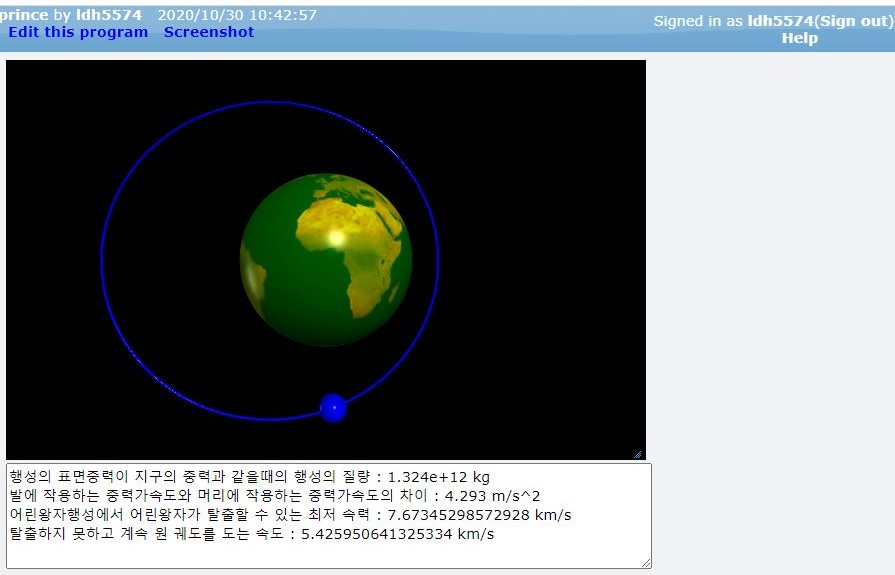 prince by ldh5574 2020/10/30 10:42:57
Signed in as ldh5574(Sign out)
Edit this program Screenshot
Help
행성의 표면중력이 지구의 중력과 같을때의 행성의 질량 : 1.324e+12 kg
발에 작용하는 중력가속도와 머리에 작용하는 중력가속도의 차이 : 4.293 m/s^2
어린왕자행성에서 어린왕자가 탈출할 수 있는 최저 속력 : 7.67345298572928 km/s
탈출하지 못하고 계속 원 궤도를 도는 속도 : 5.425950641325334 km/s